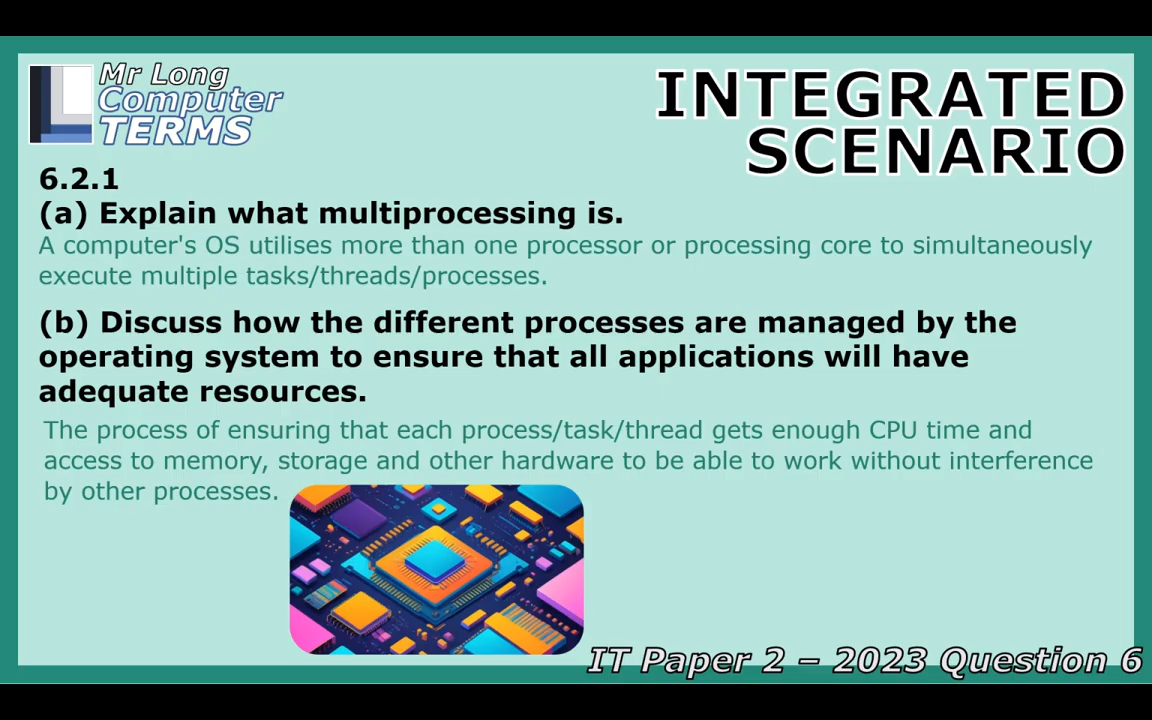 Mr Long
Computer
TERMS
INTEGRATED
SCENARIO
6.2.1
(a) Explain what multiprocessing is.
A computer's OS utilises more than one processor or processing core to simultaneously
execute multiple tasks/threads/processes.
(b) Discuss how the different processes are managed by the
operating system to ensure that all applications will have
adequate resources.
The process of ensuring that each process/task/thread gets enough CPU time and
access to memory, storage and other hardware to be able to work without interference
by other processes.
IT Paper 2 – 2023 Question 6